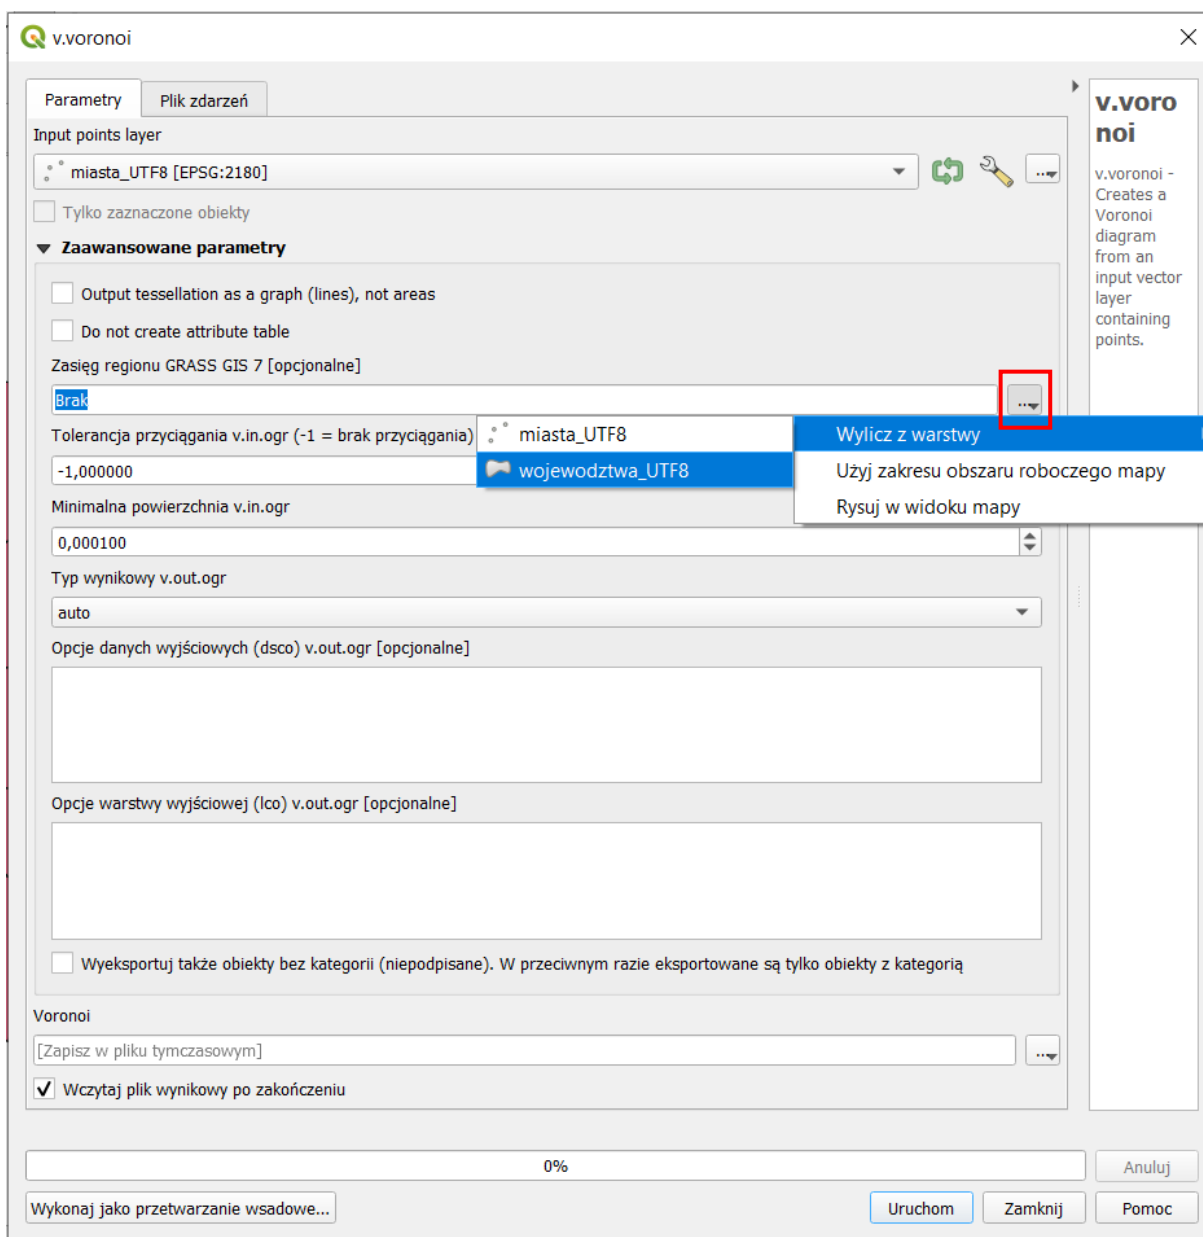 v.voronoi
Parametry
Plik zdarzeń
Input points layer
miasta_UTF8 [EPSG:2180]
...
Tylko zaznaczone obiekty
Zaawansowane parametry
Output tessellation as a graph (lines), not areas
Do not create attribute table
Zasięg regionu GRASS GIS 7 [opcjonalne]
Brak
...
Tolerancja przyciągania v.in.ogr (-1 = brak przyciągania)
miasta_UTF8
Wylicz z warstwy
-1,000000
wojewodztwa_UTF8
Użyj zakresu obszaru roboczego mapy
Minimalna powierzchnia v.in.ogr
Rysuj w widoku mapy
0,000100
Typ wynikowy v.out.ogr
auto
Opcje danych wyjściowych (dsco) v.out.ogr [opcjonalne]
Opcje warstwy wyjściowej (lco) v.out.ogr [opcjonalne]
Wyeksportuj także obiekty bez kategorii (niepodpisane). W przeciwnym razie eksportowane są tylko obiekty z kategorią
Voronoi
[Zapisz w pliku tymczasowym]
...
Wczytaj plik wynikowy po zakończeniu
v.voro
noi
v.voronoi -
Creates a
Voronoi
diagram
from an
input vector
layer
containing
points.
0%
Anuluj
Wykonaj jako przetwarzanie wsadowe...
Uruchom
Zamknij
Pomoc